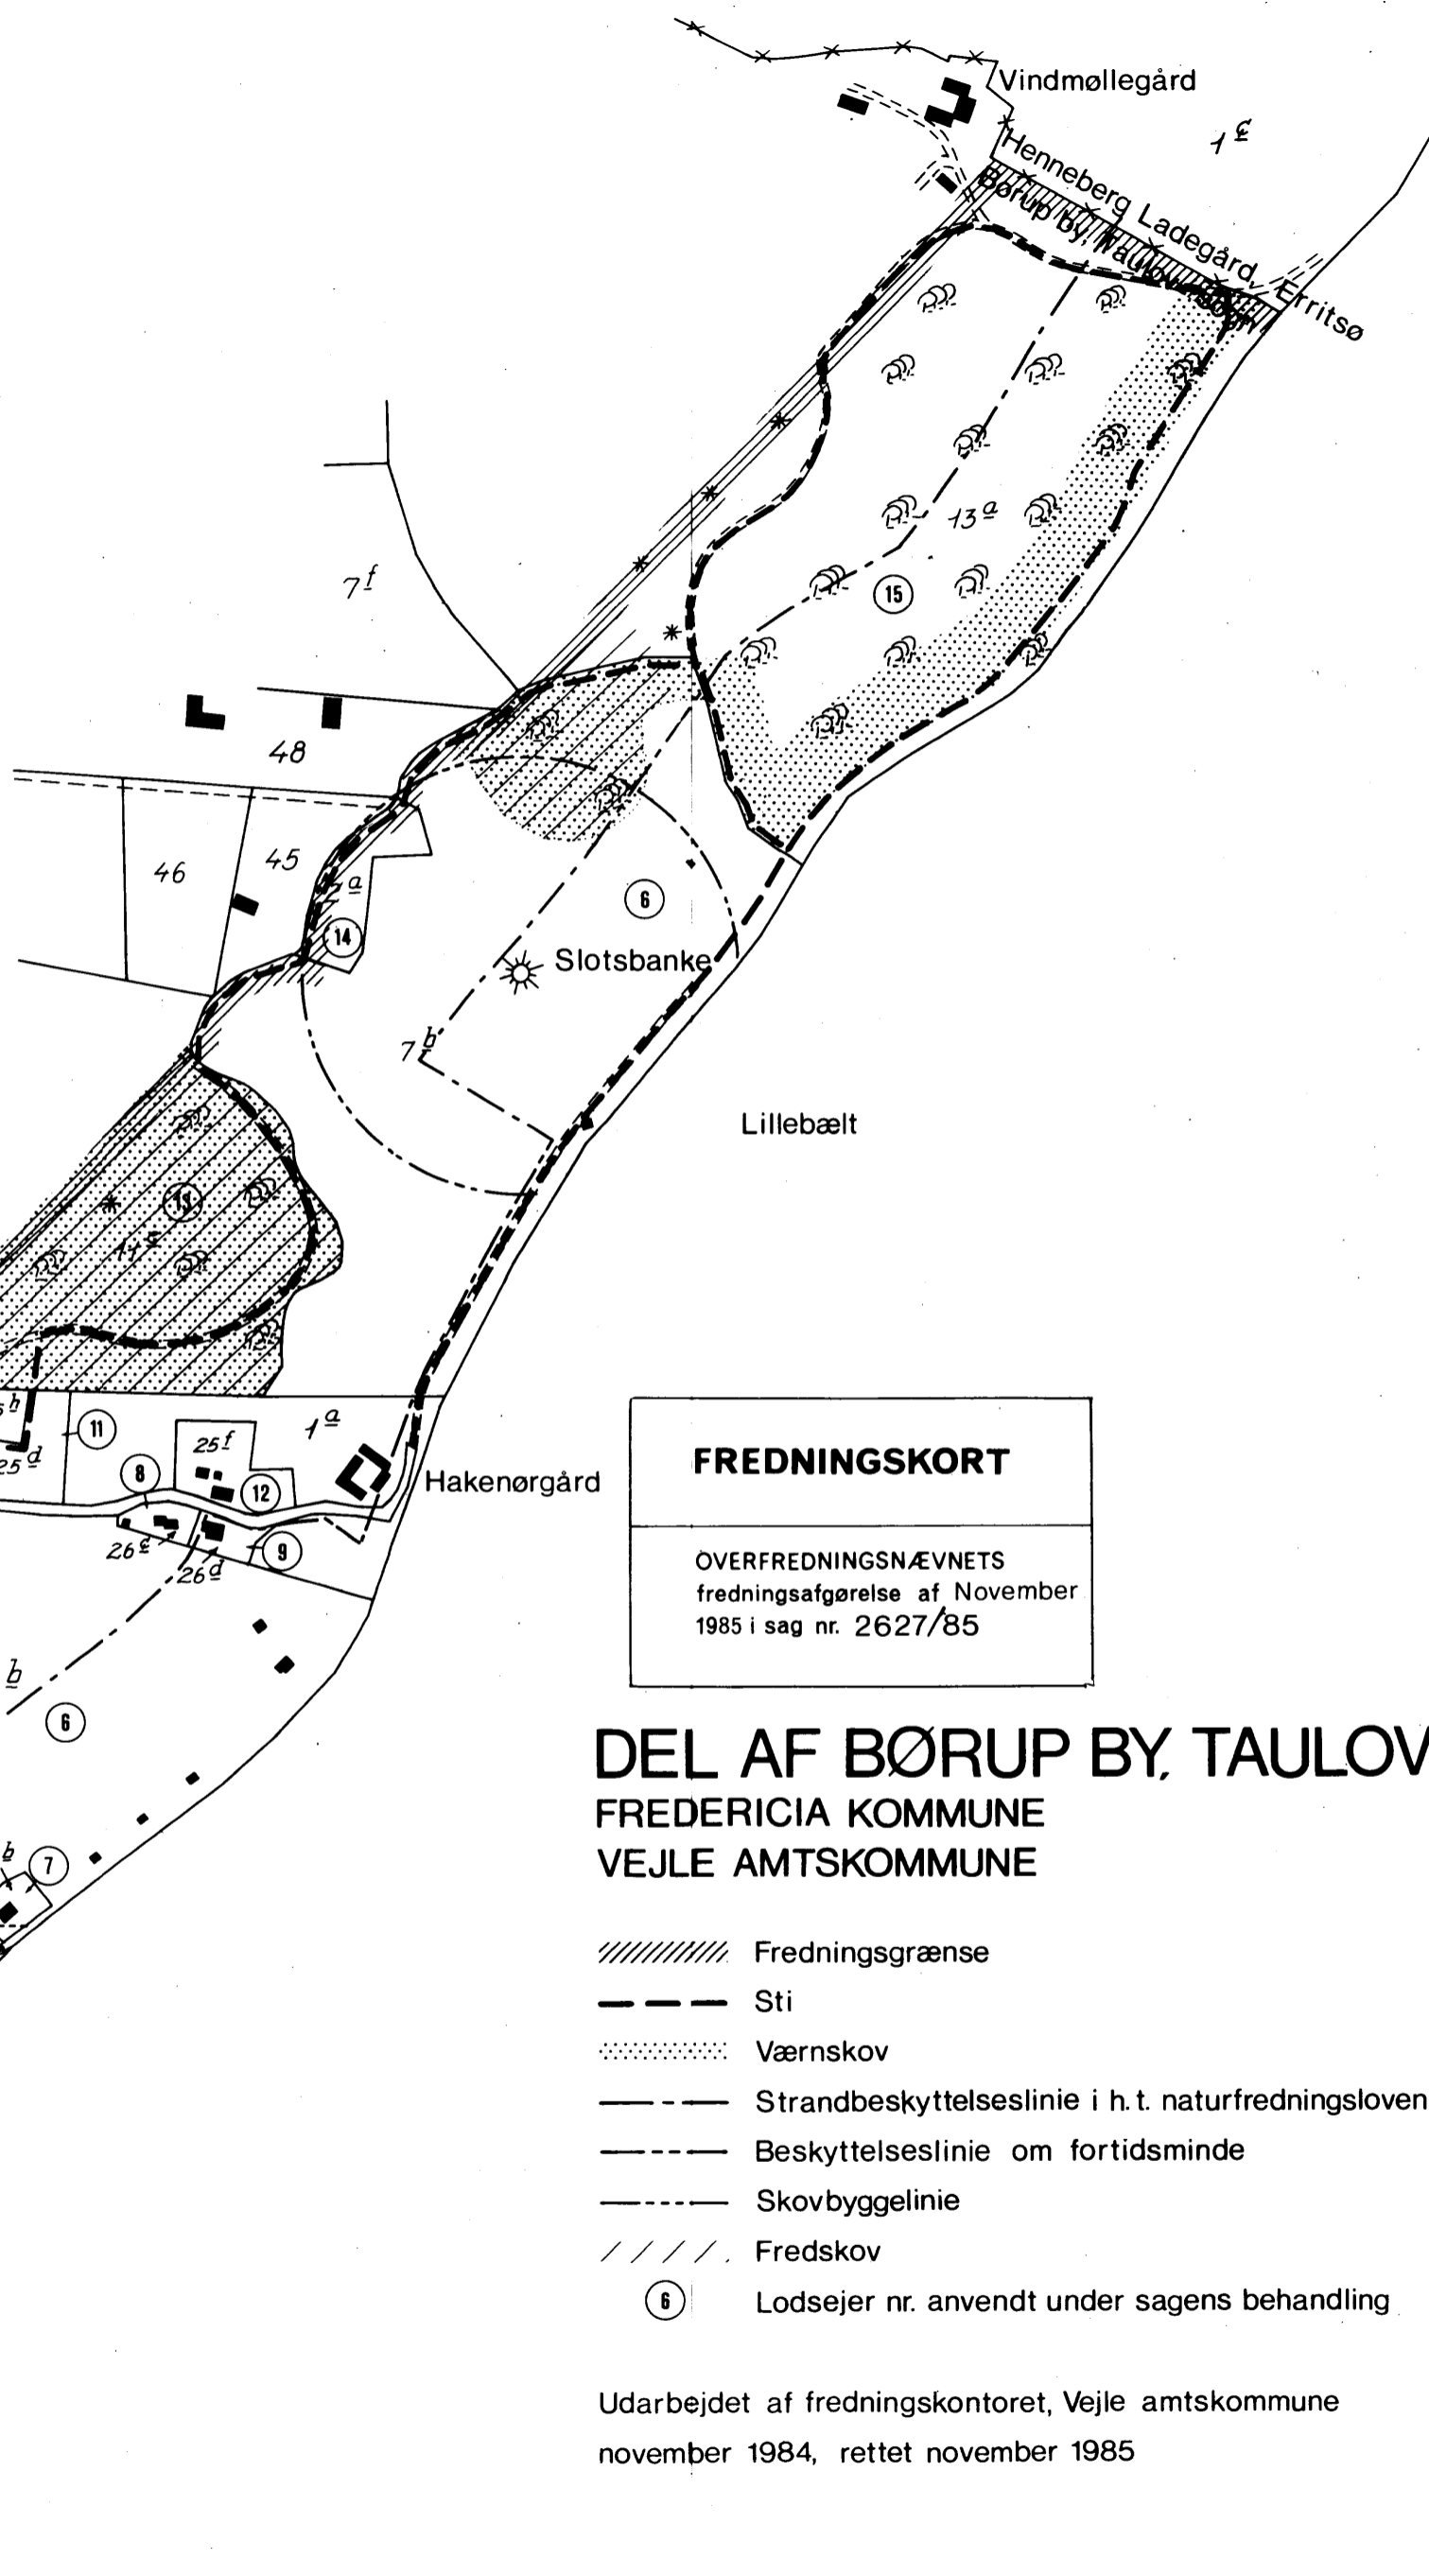 Vindmøllegård
1ᶜ
Henneberg Ladegård, Erritsø
Børup by, Taulov sogn
7ᶠ
13ᵃ
15
48
46
45
ᵃ
14
6
Slotsbanke
7ᵇ
Lillebælt
11
1ᵃ
25ᶠ
25ᵈ
8
12
Hakenørgård
9
26ᶜ
26ᵈ
b
6
b
7
FREDNINGSKORT
OVERFREDNINGSNÆVNETS
fredningsafgørelse af November
1985 i sag nr. 2627/85
DEL AF BØRUP BY, TAULOV
FREDERICIA KOMMUNE
VEJLE AMTSKOMMUNE
Fredningsgrænse
Sti
Værnskov
Strandbeskyttelseslinie i h.t. naturfredningsloven
Beskyttelseslinie om fortidsminde
Skovbyggelinie
Fredskov
6 Lodsejer nr. anvendt under sagens behandling
Udarbejdet af fredningskontoret, Vejle amtskommune
november 1984, rettet november 1985